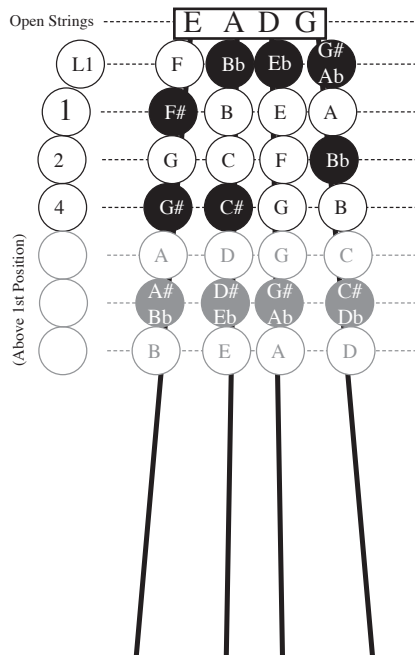 Open Strings E A D G
L1 F Bb Eb G# Ab
1 F# B E A
2 G C F Bb
4 G# C# G B
A D G C
A# Bb D# Eb G# Ab C# Db
B E A D
(Above 1st Position)